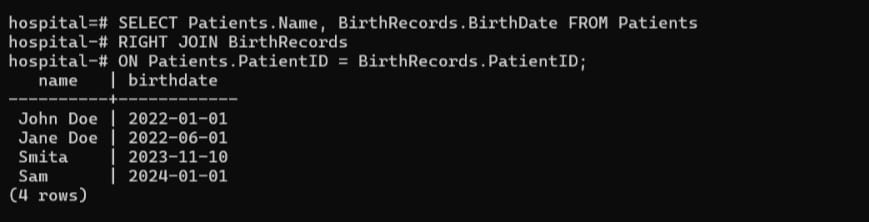 hospital=# SELECT Patients.Name, BirthRecords.BirthDate FROM Patients
hospital-# RIGHT JOIN BirthRecords
hospital-# ON Patients.PatientID = BirthRecords.PatientID;
   name   | birthdate
----------+------------
 John Doe | 2022-01-01
 Jane Doe | 2022-06-01
 Smita    | 2023-11-10
 Sam      | 2024-01-01
(4 rows)